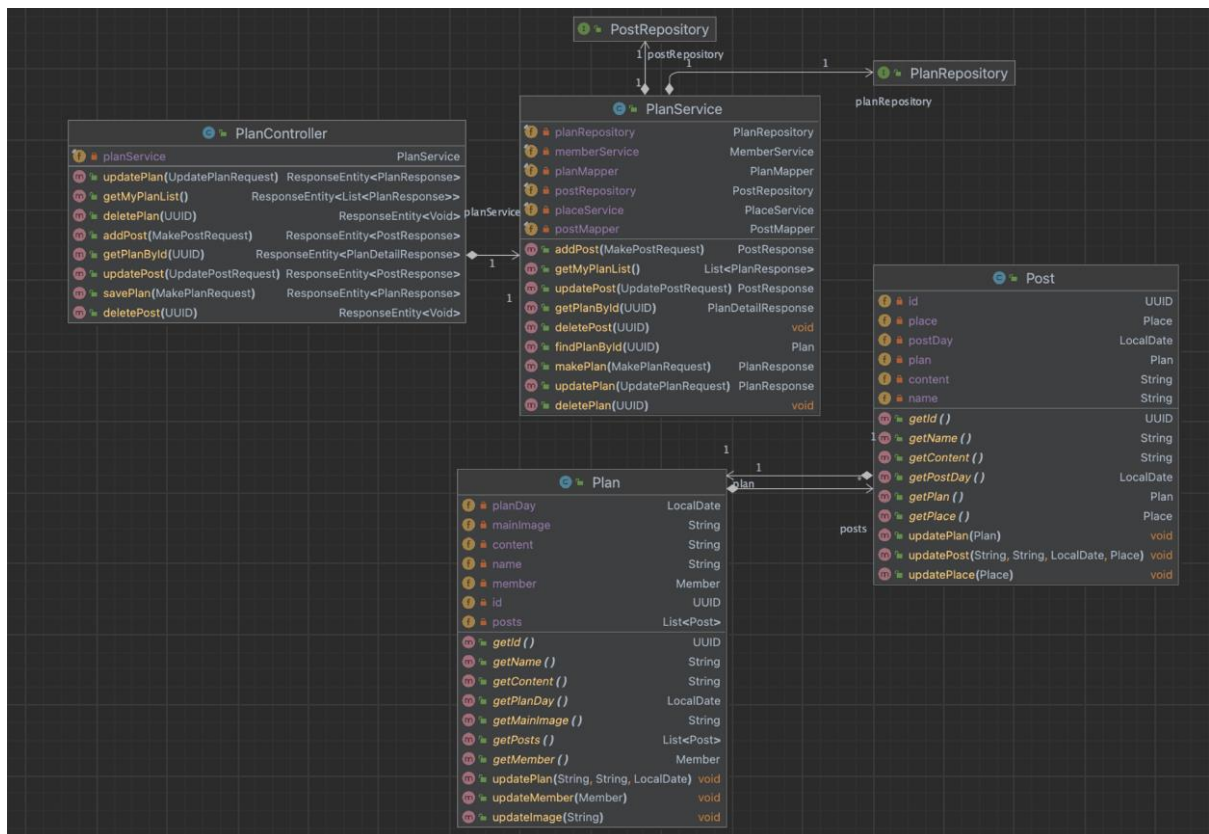 PostRepository
1 postRepository
1
1
1
PlanRepository
planRepository
PlanController
planService PlanService
updatePlan(UpdatePlanRequest) ResponseEntity<PlanResponse>
getMyPlanList() ResponseEntity<List<PlanResponse>>
deletePlan(UUID) ResponseEntity<Void>
addPost(MakePostRequest) ResponseEntity<PostResponse>
getPlanById(UUID) ResponseEntity<PlanDetailResponse>
updatePost(UpdatePostRequest) ResponseEntity<PostResponse>
savePlan(MakePlanRequest) ResponseEntity<PlanResponse>
deletePost(UUID) ResponseEntity<Void>
planService
1
1
PlanService
planRepository PlanRepository
memberService MemberService
planMapper PlanMapper
postRepository PostRepository
placeService PlaceService
postMapper PostMapper
addPost(MakePostRequest) PostResponse
getMyPlanList() List<PlanResponse>
updatePost(UpdatePostRequest) PostResponse
getPlanById(UUID) PlanDetailResponse
deletePost(UUID) void
findPlanById(UUID) Plan
makePlan(MakePlanRequest) PlanResponse
updatePlan(UpdatePlanRequest) PlanResponse
deletePlan(UUID) void
Post
id UUID
place Place
postDay LocalDate
plan Plan
content String
name String
getId () UUID
getName () String
getContent () String
getPostDay () LocalDate
getPlan () Plan
getPlace () Place
updatePlan(Plan) void
updatePost(String, String, LocalDate, Place) void
updatePlace(Place) void
1
1
1
*
plan
posts
Plan
planDay LocalDate
mainImage String
content String
name String
member Member
id UUID
posts List<Post>
getId () UUID
getName () String
getContent () String
getPlanDay () LocalDate
getMainImage () String
getPosts () List<Post>
getMember () Member
updatePlan(String, String, LocalDate) void
updateMember(Member) void
updateImage(String) void